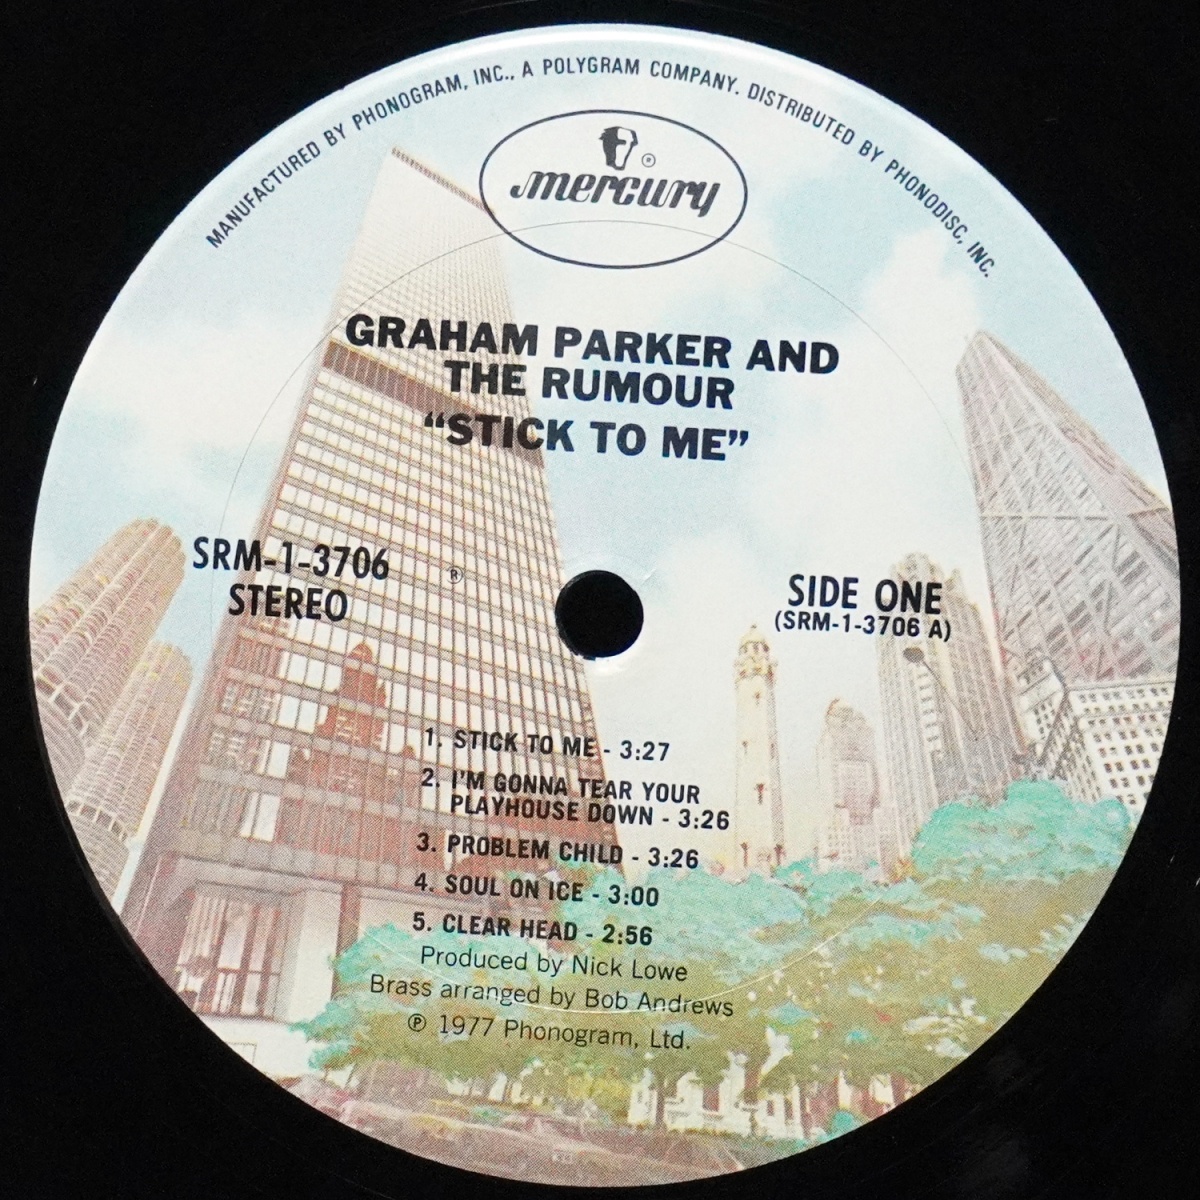 MANUFACTURED BY PHONOGRAM, INC., A POLYGRAM COMPANY. DISTRIBUTED BY PHONODISC, INC.
®
mercury
GRAHAM PARKER AND
THE RUMOUR
“STICK TO ME”
SRM-1-3706 ®
STEREO
SIDE ONE
(SRM-1-3706 A)
1. STICK TO ME - 3:27
2. I'M GONNA TEAR YOUR
PLAYHOUSE DOWN - 3:26
3. PROBLEM CHILD - 3:26
4. SOUL ON ICE - 3:00
5. CLEAR HEAD - 2:56
Produced by Nick Lowe
Brass arranged by Bob Andrews
℗ 1977 Phonogram, Ltd.